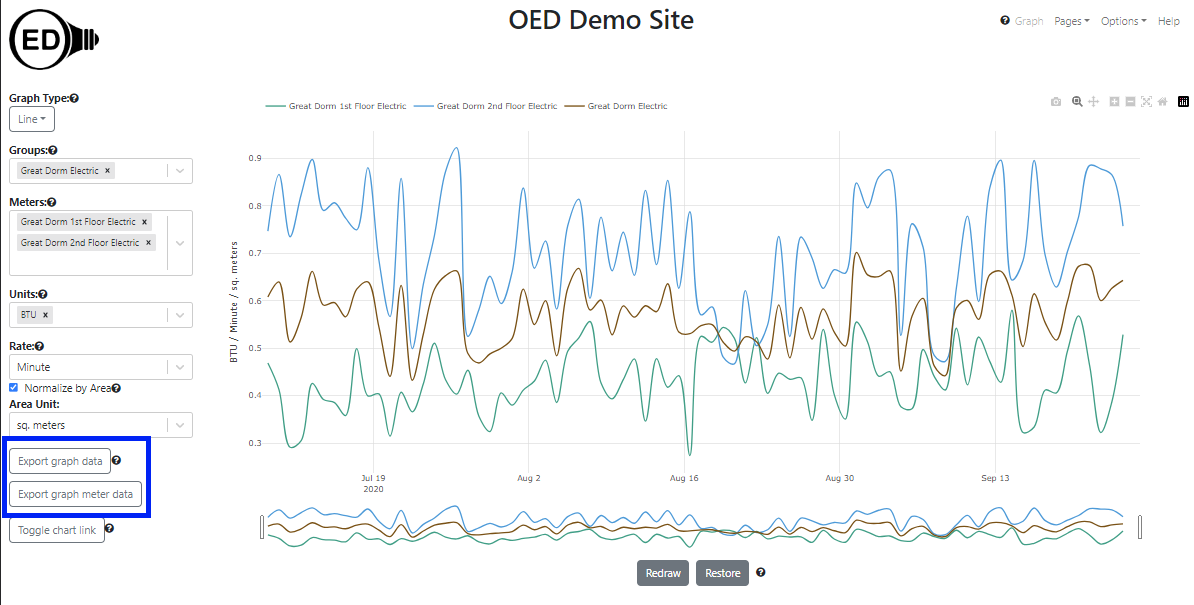 ED
OED Demo Site
Graph Pages Options Help
Graph Type:
Line
Groups:
Great Dorm Electric ×
Meters:
Great Dorm 1st Floor Electric ×
Great Dorm 2nd Floor Electric ×
Units:
BTU ×
Rate:
Minute
Normalize by Area
Area Unit:
sq. meters
Export graph data
Export graph meter data
Toggle chart link
Great Dorm 1st Floor Electric Great Dorm 2nd Floor Electric Great Dorm Electric
BTU / Minute / sq. meters
0.9
0.8
0.7
0.6
0.5
0.4
0.3
Jul 19 Aug 2 Aug 16 Aug 30 Sep 13
2020
Redraw Restore